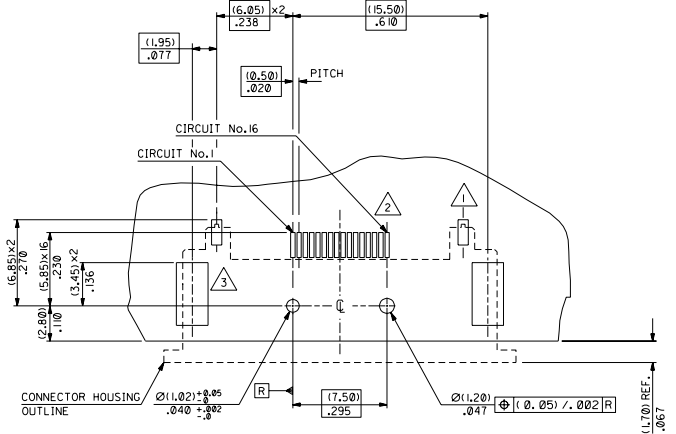 (6.05) ×2
.238
(15.50)
.610
(1.95)
.077
(0.50)
.020
PITCH
CIRCUIT No.16
CIRCUIT No.1
2
1
3
(6.85)×2
.270
(5.85)×16
.230
(3.45)×2
.136
(2.80)
.110
℄
CONNECTOR HOUSING
OUTLINE
Ø(1.02)+0.05
-0
.040 +.002
-.0
R
(7.50)
.295
Ø(1.20)
.047
⌖ (0.05)/.002 R
(1.70) REF.
.067